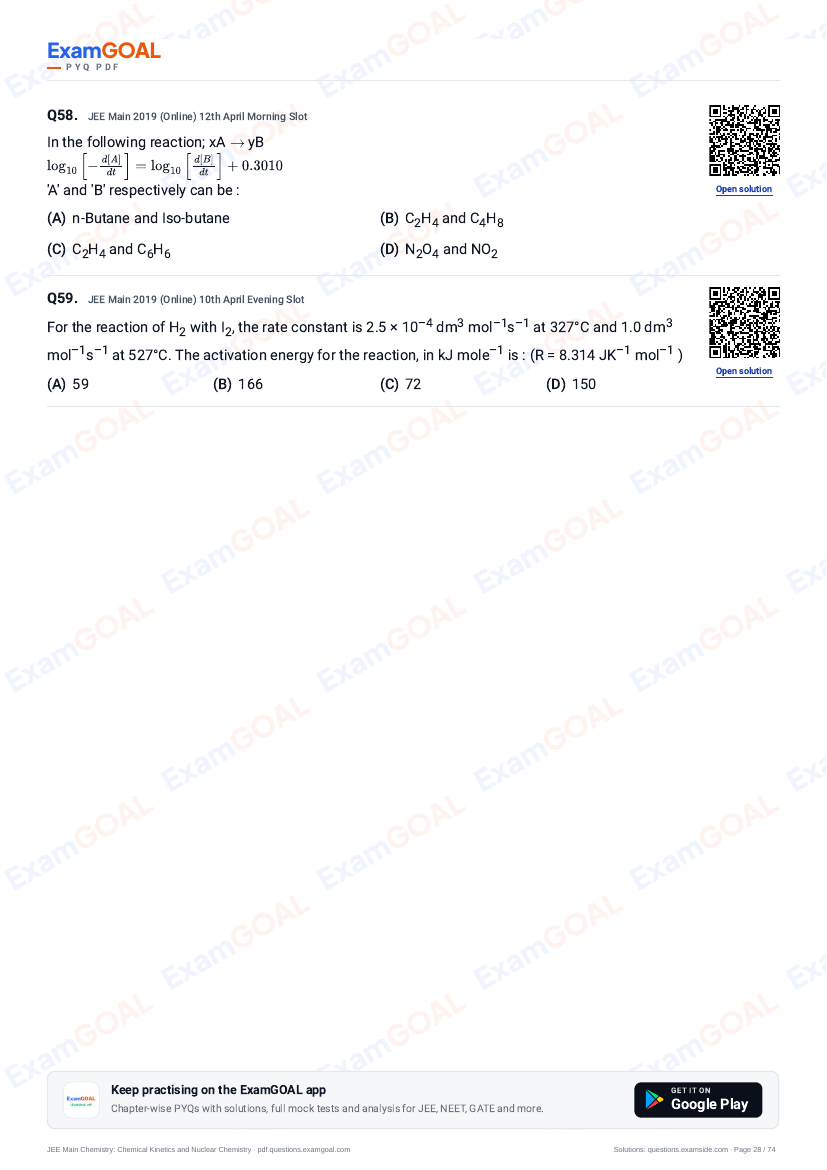 ExamGOAL
PYQ PDF
Q58. JEE Main 2019 (Online) 12th April Morning Slot
In the following reaction; xA → yB
log₁₀ [−d[A]/dt] = log₁₀ [d[B]/dt] + 0.3010
'A' and 'B' respectively can be :
(A) n-Butane and Iso-butane (B) C₂H₄ and C₄H₈
(C) C₂H₄ and C₆H₆ (D) N₂O₄ and NO₂
Open solution
Q59. JEE Main 2019 (Online) 10th April Evening Slot
For the reaction of H₂ with I₂, the rate constant is 2.5 × 10⁻⁴ dm³ mol⁻¹s⁻¹ at 327°C and 1.0 dm³
mol⁻¹s⁻¹ at 527°C. The activation energy for the reaction, in kJ mole⁻¹ is : (R = 8.314 JK⁻¹ mol⁻¹ )
(A) 59 (B) 166 (C) 72 (D) 150
Open solution
Keep practising on the ExamGOAL app
Chapter-wise PYQs with solutions, full mock tests and analysis for JEE, NEET, GATE and more.
GET IT ON
Google Play
JEE Main Chemistry: Chemical Kinetics and Nuclear Chemistry · pdf.questions.examgoal.com Solutions: questions.examside.com · Page 28 / 74